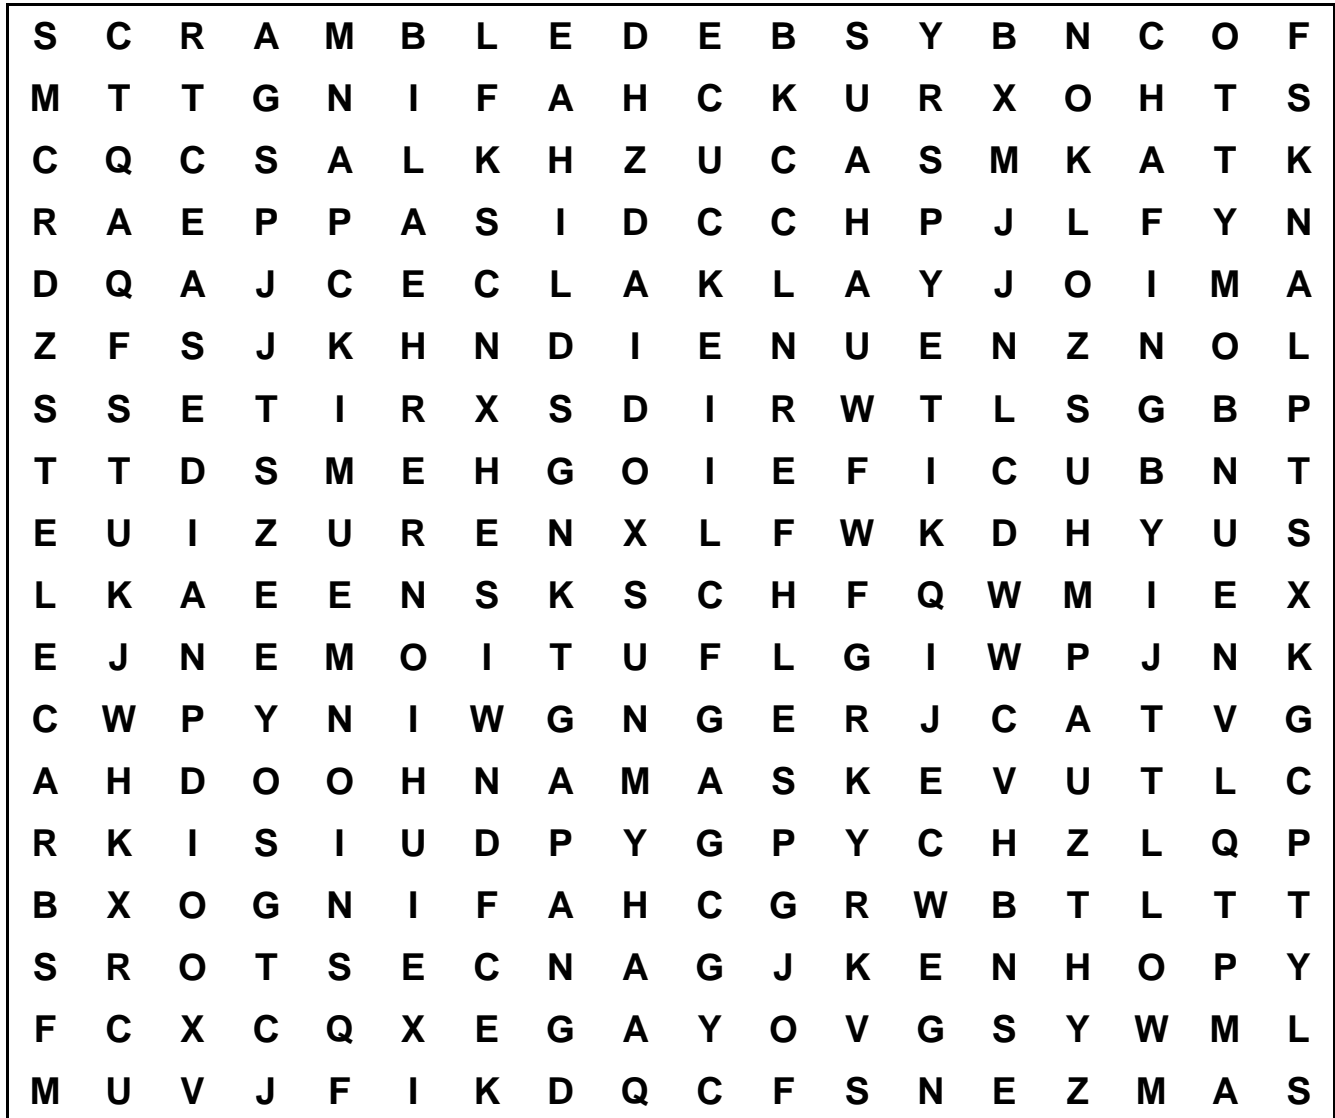 S C R A M B L E D E B S Y B N C O F
M T T G N I F A H C K U R X O H T S
C Q C S A L K H Z U C A S M K A T K
R A E P P A S I D C C H P J L F Y N
D Q A J C E C L A K L A Y J O I M A
Z F S J K H N D I E N U E N Z N O L
S S E T I R X S D I R W T L S G B P
T T D S M E H G O I E F I C U B N T
E U I Z U R E N X L F W K D H Y U S
L K A E E N S K S C H F Q W M I E X
E J N E M O I T U F L G I W P J N K
C W P Y N I W G N G E R J C A T V G
A H D O O H N A M A S K E V U T L C
R K I S I U D P Y G P Y C H Z L Q P
B X O G N I F A H C G R W B T L T T
S R O T S E C N A G J K E N H O P Y
F C X C Q X E G A Y O V G S Y W M L
M U V J F I K D Q C F S N E Z M A S